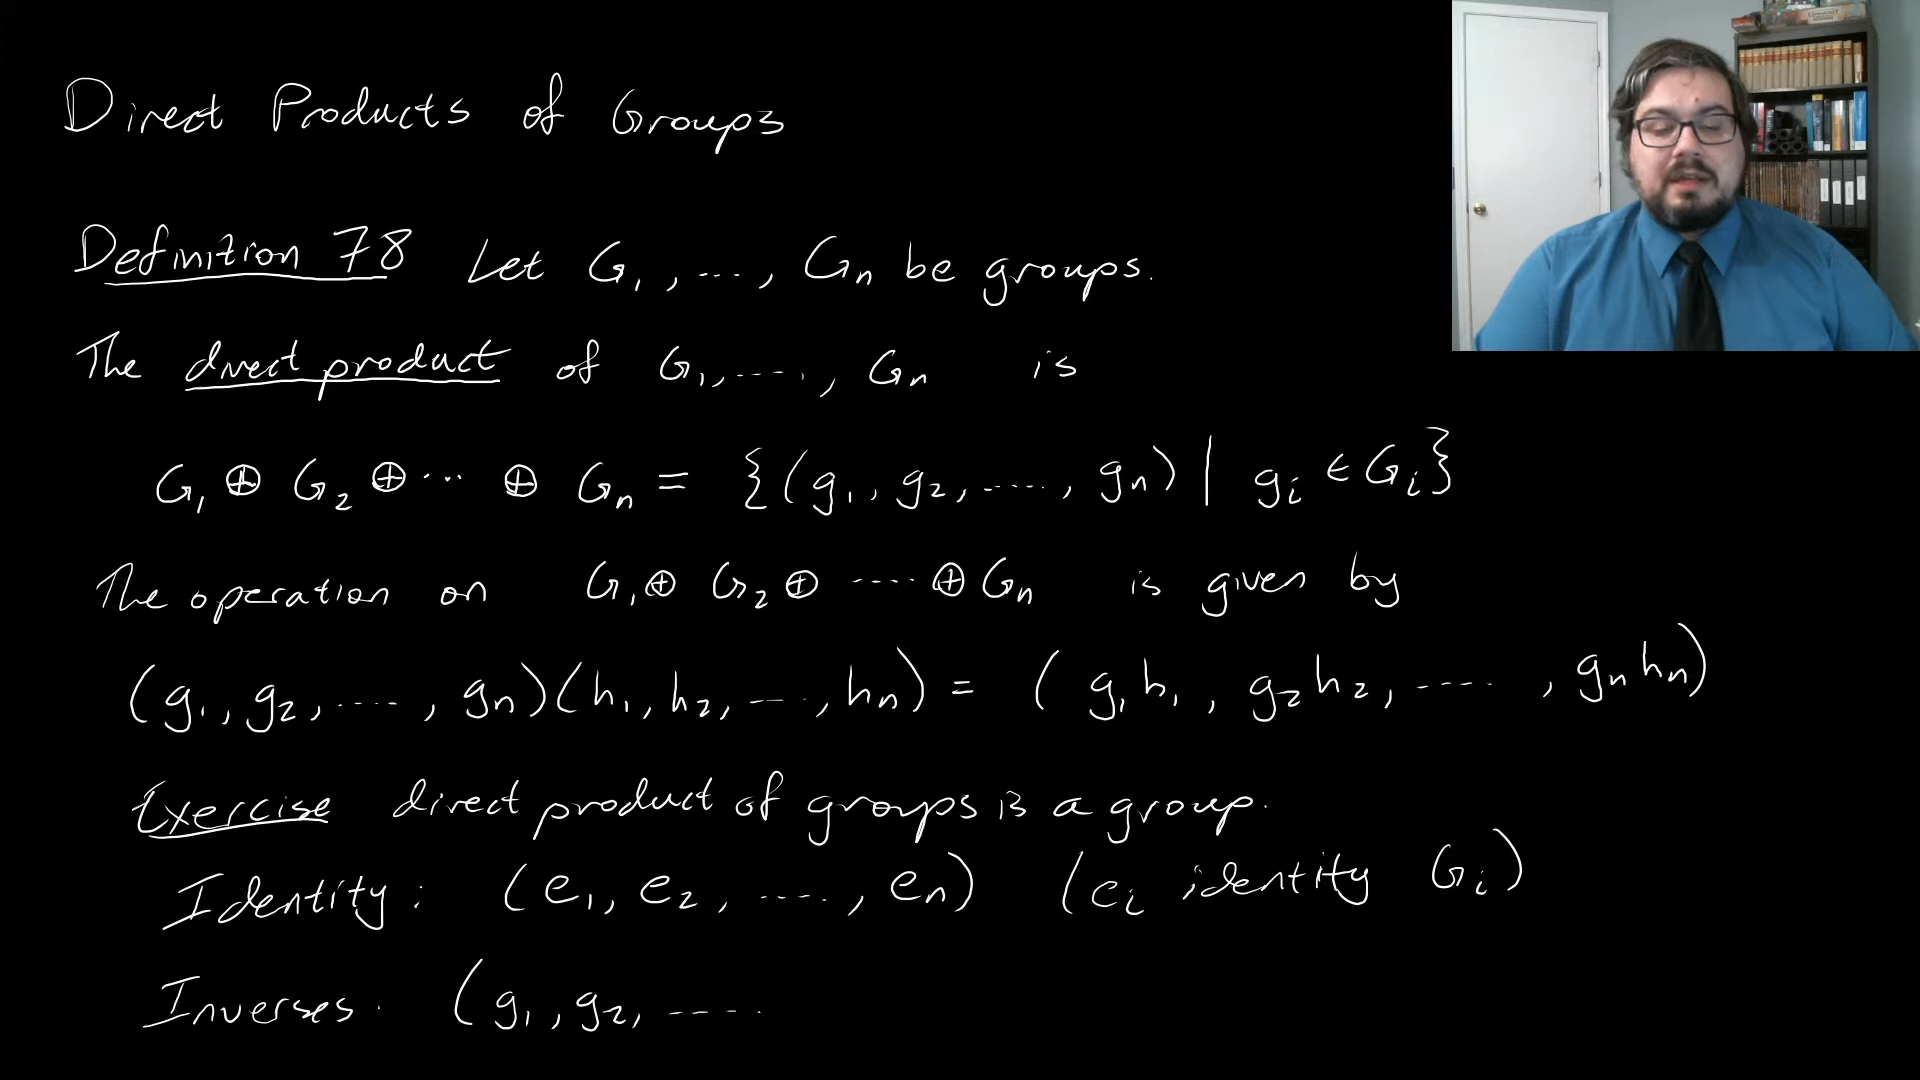 Direct Products of Groups
Definition 78 Let G₁, ..., Gₙ be groups.
The direct product of G₁, ...., Gₙ is
G₁ ⊕ G₂ ⊕ ... ⊕ Gₙ = {(g₁, g₂, ...., gₙ) | gᵢ ∈ Gᵢ}
The operation on G₁ ⊕ G₂ ⊕ .... ⊕ Gₙ is given by
(g₁, g₂, ...., gₙ)(h₁, h₂, ..., hₙ) = (g₁h₁, g₂h₂, ...., gₙhₙ)
Exercise direct product of groups is a group.
Identity: (e₁, e₂, ...., eₙ) (eᵢ identity Gᵢ)
Inverses. (g₁, g₂, ....